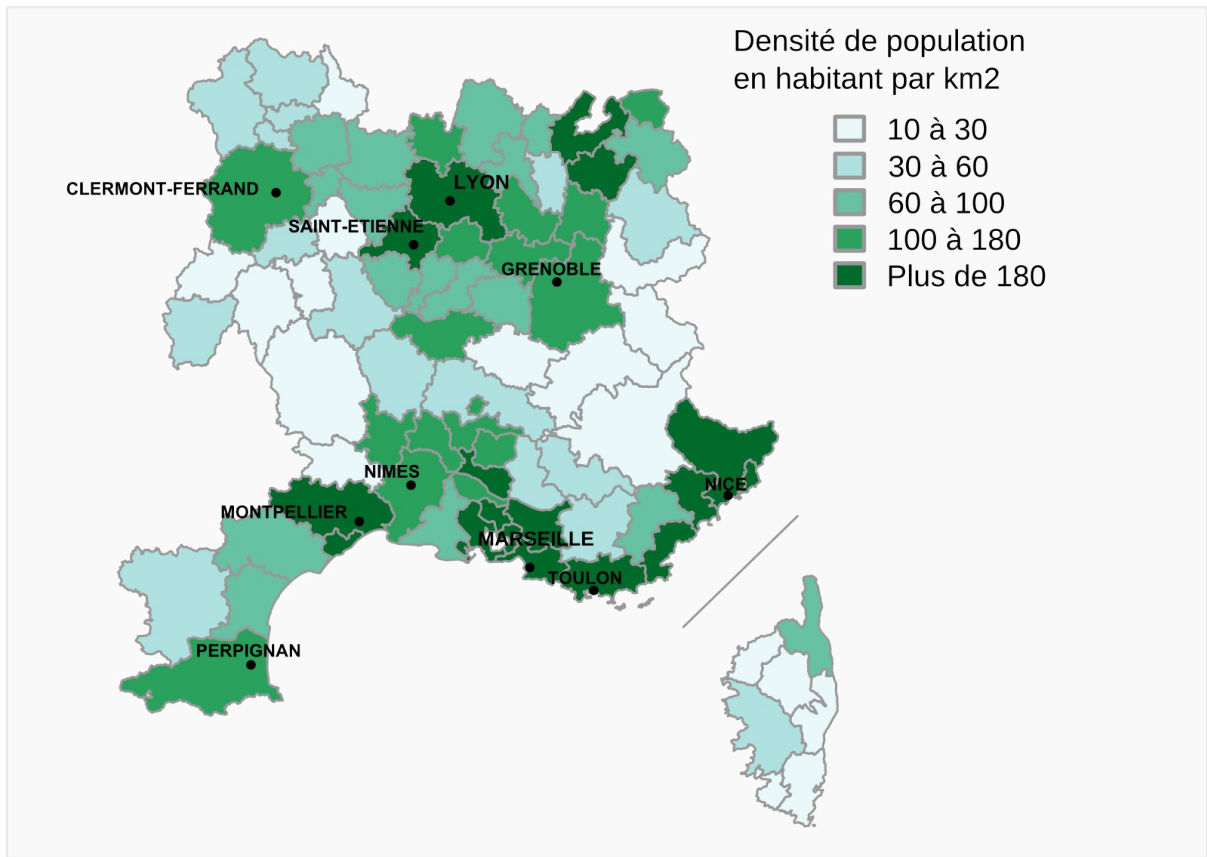 Densité de population
en habitant par km2
10 à 30
30 à 60
60 à 100
100 à 180
Plus de 180
CLERMONT-FERRAND
LYON
SAINT-ETIENNE
GRENOBLE
NIMES
NICE
MONTPELLIER
MARSEILLE
TOULON
PERPIGNAN